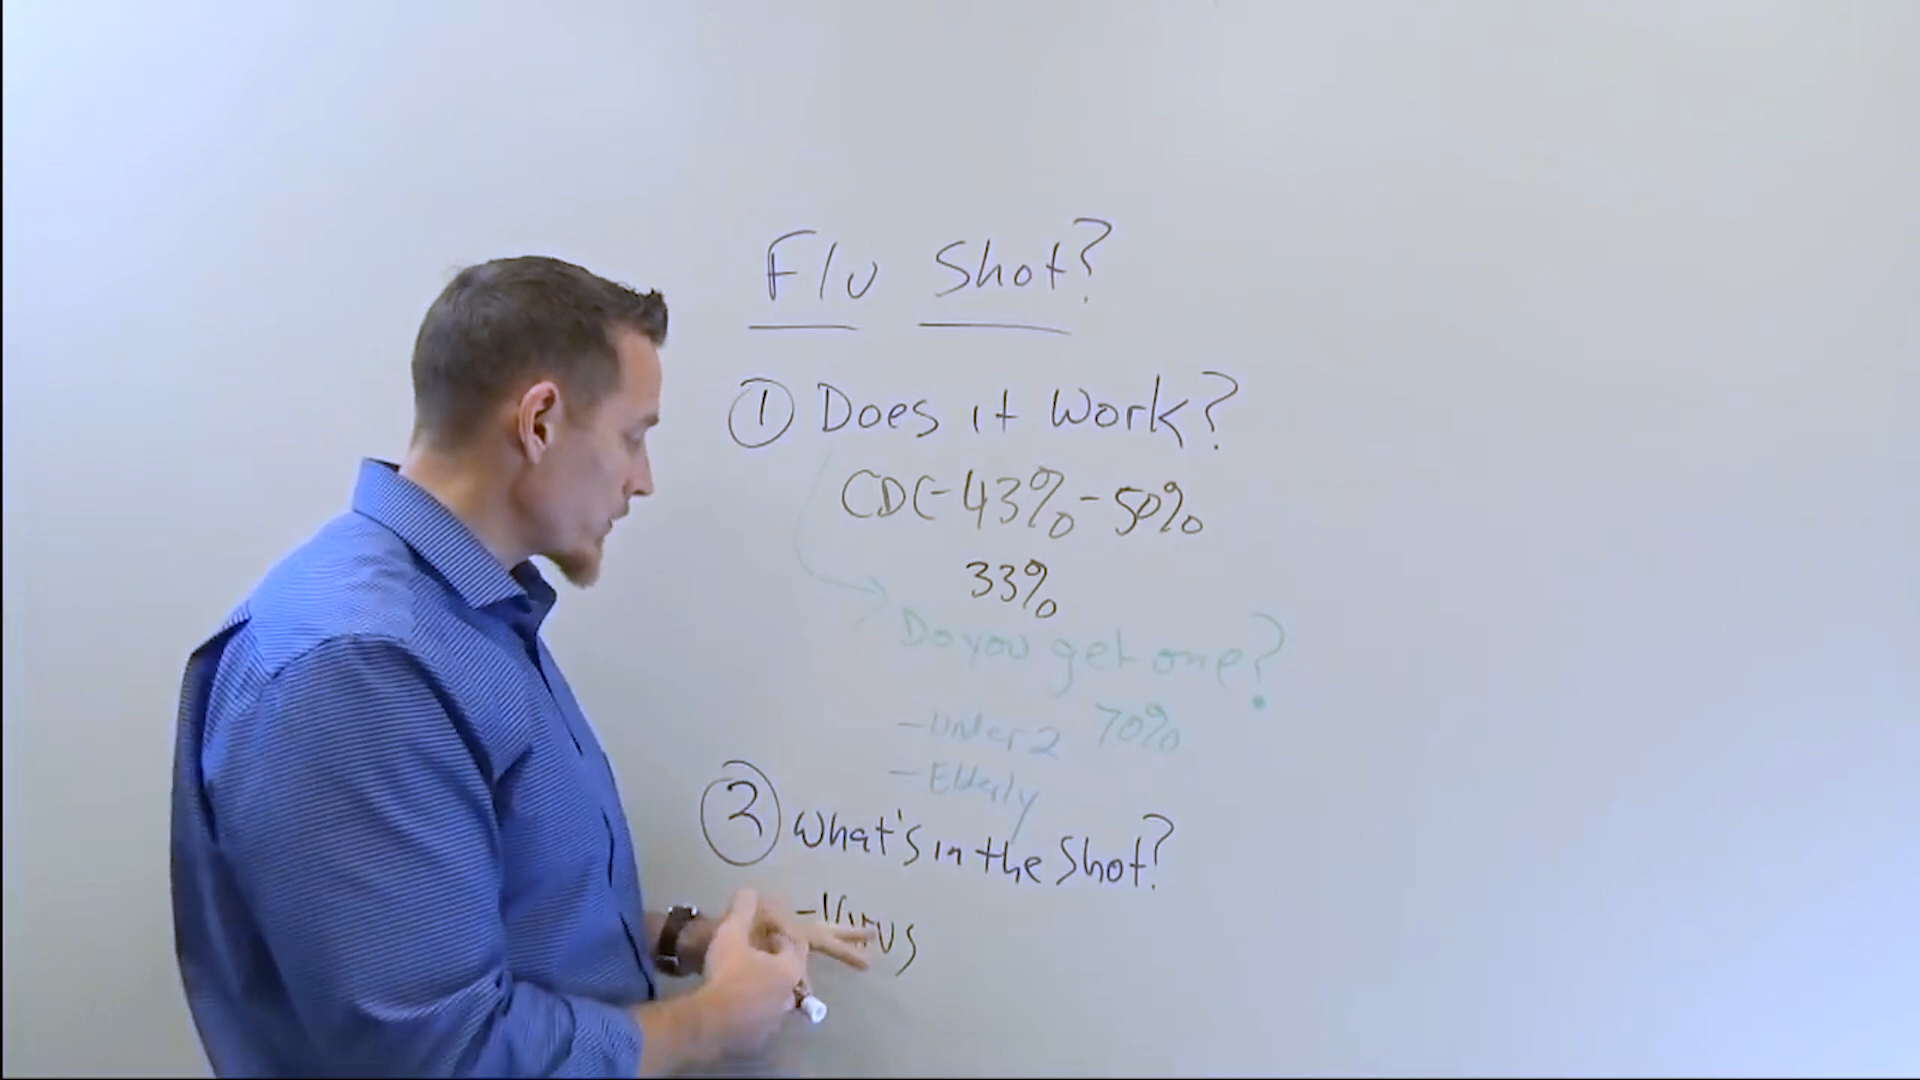 Flu Shot?
① Does it Work?
CDC-43%-50%
33%
Do you get one?
-Under 2 70%
-Elderly
② What's in the Shot?
-Virus